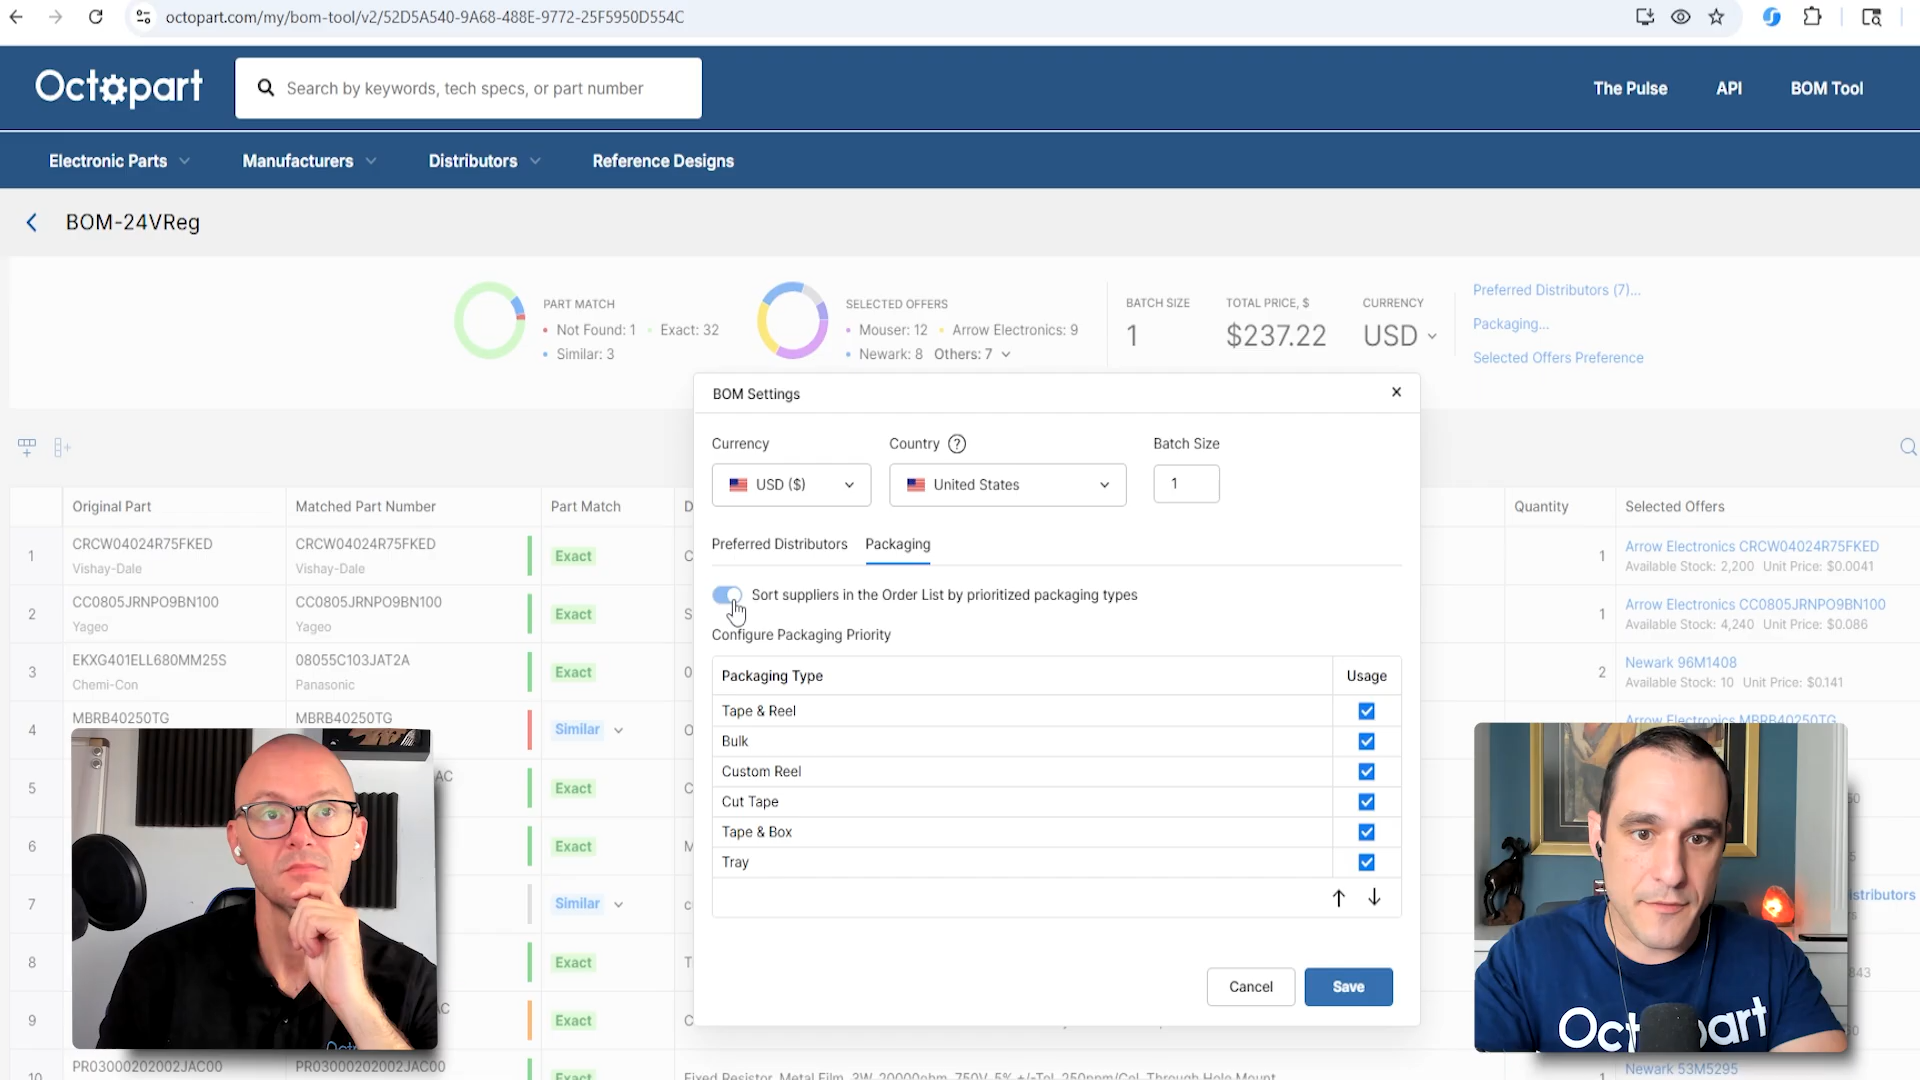 octopart.com/my/bom-tool/v2/52D5A540-9A68-488E-9772-25F5950D554C
Octopart
Search by keywords, tech specs, or part number
The Pulse
API
BOM Tool
Electronic Parts
Manufacturers
Distributors
Reference Designs
BOM-24VReg
PART MATCH
Not Found: 1
Exact: 32
Similar: 3
SELECTED OFFERS
Mouser: 12
Arrow Electronics: 9
Newark: 8
Others: 7
BATCH SIZE
1
TOTAL PRICE, $
$237.22
CURRENCY
USD
Preferred Distributors (7)...
Packaging...
Selected Offers Preference
BOM Settings
Currency
Country ?
Batch Size
USD ($)
United States
1
Preferred Distributors
Packaging
Sort suppliers in the Order List by prioritized packaging types
Configure Packaging Priority
Packaging Type
Usage
Tape & Reel
Bulk
Custom Reel
Cut Tape
Tape & Box
Tray
Cancel
Save
Original Part
Matched Part Number
Part Match
D
Quantity
Selected Offers
1
CRCW04024R75FKED
Vishay-Dale
CRCW04024R75FKED
Vishay-Dale
Exact
C
1
Arrow Electronics CRCW04024R75FKED
Available Stock: 2,200 Unit Price: $0.0041
2
CC0805JRNPO9BN100
Yageo
CC0805JRNPO9BN100
Yageo
Exact
S
1
Arrow Electronics CC0805JRNPO9BN100
Available Stock: 4,240 Unit Price: $0.086
3
EKXG401ELL680MM25S
Chemi-Con
08055C103JAT2A
Panasonic
Exact
0
2
Newark 96M1408
Available Stock: 10 Unit Price: $0.141
4
MBRB40250TG
MBRB40250TG
Similar
O
Arrow Electronics MBRB40250TG
5
AC
Exact
C
50
6
Exact
M
5
7
Similar
c
istributors
s
8
Exact
T
843
9
C
Exact
C
50
10
PR03000202002JAC00
PR03000202002JAC00
Exact
Fixed Resistor, Metal Film, 3W, 20000ohm, 750V, 5% +/-Tol, 250ppm/Cel, Through Hole Mount
1
Newark 53M5295
Octo
Oct art